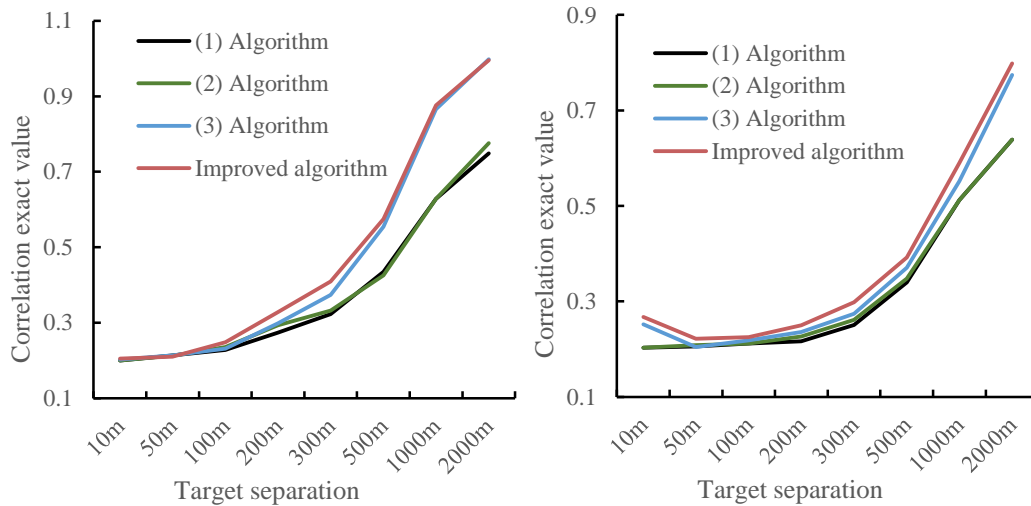 1.1
0.9
0.7
0.5
0.3
0.1
Correlation exact value
(1) Algorithm
(2) Algorithm
(3) Algorithm
Improved algorithm
10m
50m
100m
200m
300m
500m
1000m
2000m
Target separation
0.9
0.7
0.5
0.3
0.1
Correlation exact value
(1) Algorithm
(2) Algorithm
(3) Algorithm
Improved algorithm
10m
50m
100m
200m
300m
500m
1000m
2000m
Target separation